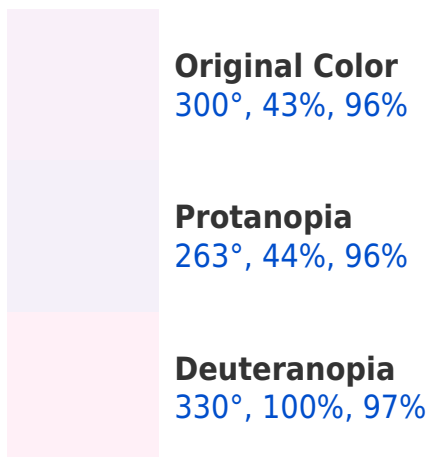 Original Color
300°, 43%, 96%
Protanopia
263°, 44%, 96%
Deuteranopia
330°, 100%, 97%